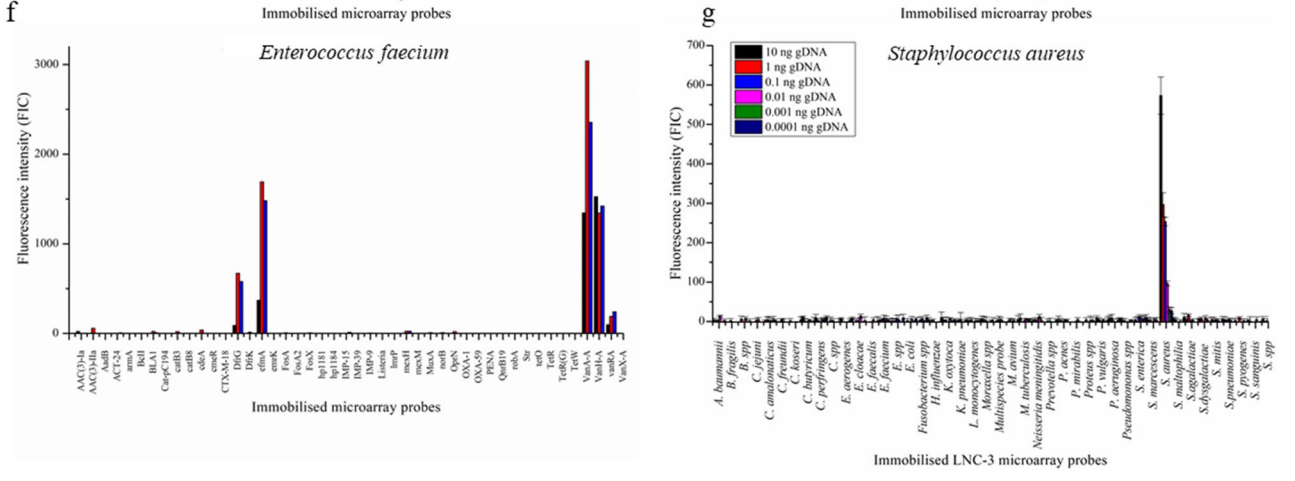 f
Immobilised microarray probes
Enterococcus faecium
3000
2000
1000
0
Fluorescence intensity (FIC)
AAC(3)-Ia
AAC(3)-IIa
AadB
ACT-24
armA
BcII
BLA1
Cat-pC194
catB3
catB8
cdeA
cmeR
CTX-M-18
DfrG
DfrK
efmA
emrK
FosA
FosA2
FosX
hp1181
hp1184
IMP-15
IMP-39
IMP-9
Listeria
lmrP
mecH
mecM
MuxA
norB
OprN
OXA-1
OXA-59
PENA
QnrB19
robA
Str
tetO
TetR
TetR(G)
TetW
VanA-A
VanH-A
vanRA
VanX-A
Immobilised microarray probes
g
Immobilised microarray probes
Staphylococcus aureus
10 ng gDNA
1 ng gDNA
0.1 ng gDNA
0.01 ng gDNA
0.001 ng gDNA
0.0001 ng gDNA
700
600
500
400
300
200
100
0
Fluorescence intensity (FIC)
A. baumannii
B. fragilis
B. spp
C. jejuni
C. amalonaticus
C. freundii
C. koseri
C. butyricum
C. perfringens
C. spp
E. aerogenes
E. cloacae
E. faecalis
E. faecium
E. spp
E. coli
Fusobacterium spp
H. influenzae
K. oxytoca
K. pneumoniae
L. monocytogenes
Moraxella spp
Multispecies probe
M. avium
M. tuberculosis
Neisseria meningitidis
Prevotella spp
P. acnes
P. mirabilis
Proteus spp
P. vulgaris
P. aeruginosa
Pseudomonas spp
S. enterica
S. marcescens
S. aureus
S. maltophilia
S.agalactiae
S.dysgalactiae
S. mitis
S.pneumoniae
S. pyogenes
S. sanguinis
S. spp
Immobilised LNC-3 microarray probes